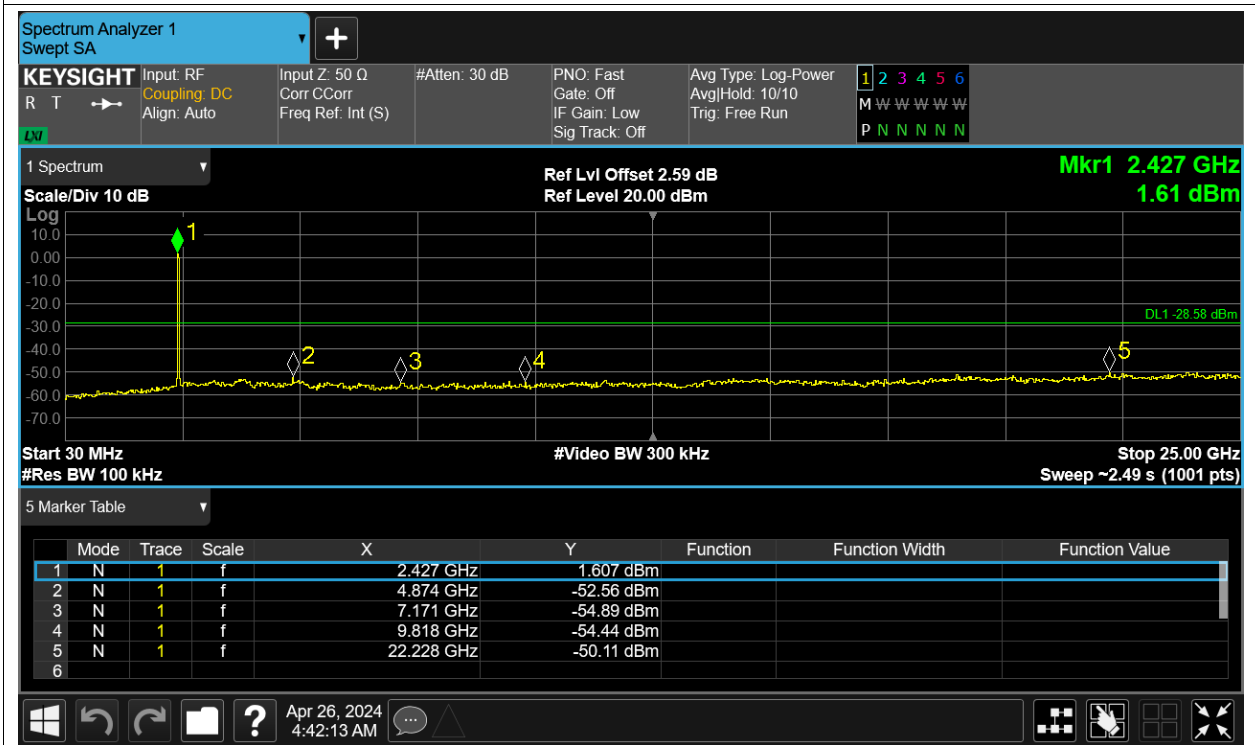 Spectrum Analyzer 1
Swept SA
+
KEYSIGHT Input: RF Input Z: 50 Ω #Atten: 30 dB PNO: Fast Avg Type: Log-Power 1 2 3 4 5 6
R T Coupling: DC Corr CCorr Gate: Off Avg|Hold: 10/10 M W W W W W
Align: Auto Freq Ref: Int (S) IF Gain: Low Trig: Free Run
LXI Sig Track: Off P N N N N N
1 Spectrum Ref Lvl Offset 2.59 dB Mkr1 2.427 GHz
Scale/Div 10 dB Ref Level 20.00 dBm 1.61 dBm
Log
10.0 1
0.00
-10.0
-20.0
DL1 -28.58 dBm
-30.0
-40.0 2 3 4 5
-50.0
-60.0
-70.0
Start 30 MHz #Video BW 300 kHz Stop 25.00 GHz
#Res BW 100 kHz Sweep ~2.49 s (1001 pts)
5 Marker Table
Mode Trace Scale X Y Function Function Width Function Value
1 N 1 f 2.427 GHz 1.607 dBm
2 N 1 f 4.874 GHz -52.56 dBm
3 N 1 f 7.171 GHz -54.89 dBm
4 N 1 f 9.818 GHz -54.44 dBm
5 N 1 f 22.228 GHz -50.11 dBm
6
? Apr 26, 2024
4:42:13 AM